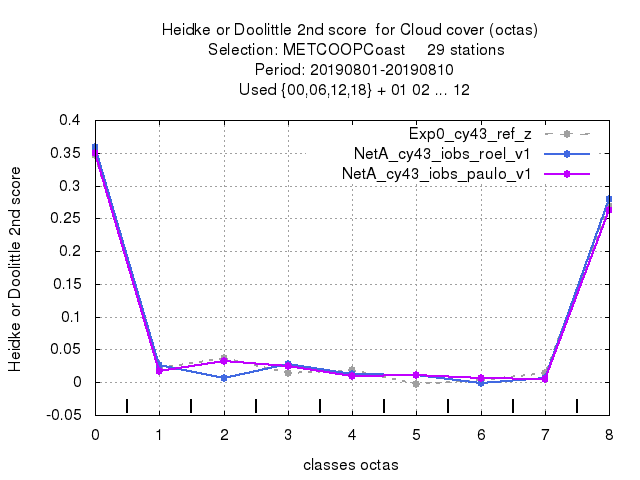 Heidke or Doolittle 2nd score  for Cloud cover (octas)
Selection: METCOOPCoast     29 stations
Period: 20190801-20190810
Used {00,06,12,18} + 01 02 ... 12
Exp0_cy43_ref_z
NetA_cy43_iobs_roel_v1
NetA_cy43_iobs_paulo_v1
Heidke or Doolittle 2nd score
0.4
0.35
0.3
0.25
0.2
0.15
0.1
0.05
0
-0.05
0 1 2 3 4 5 6 7 8
classes octas